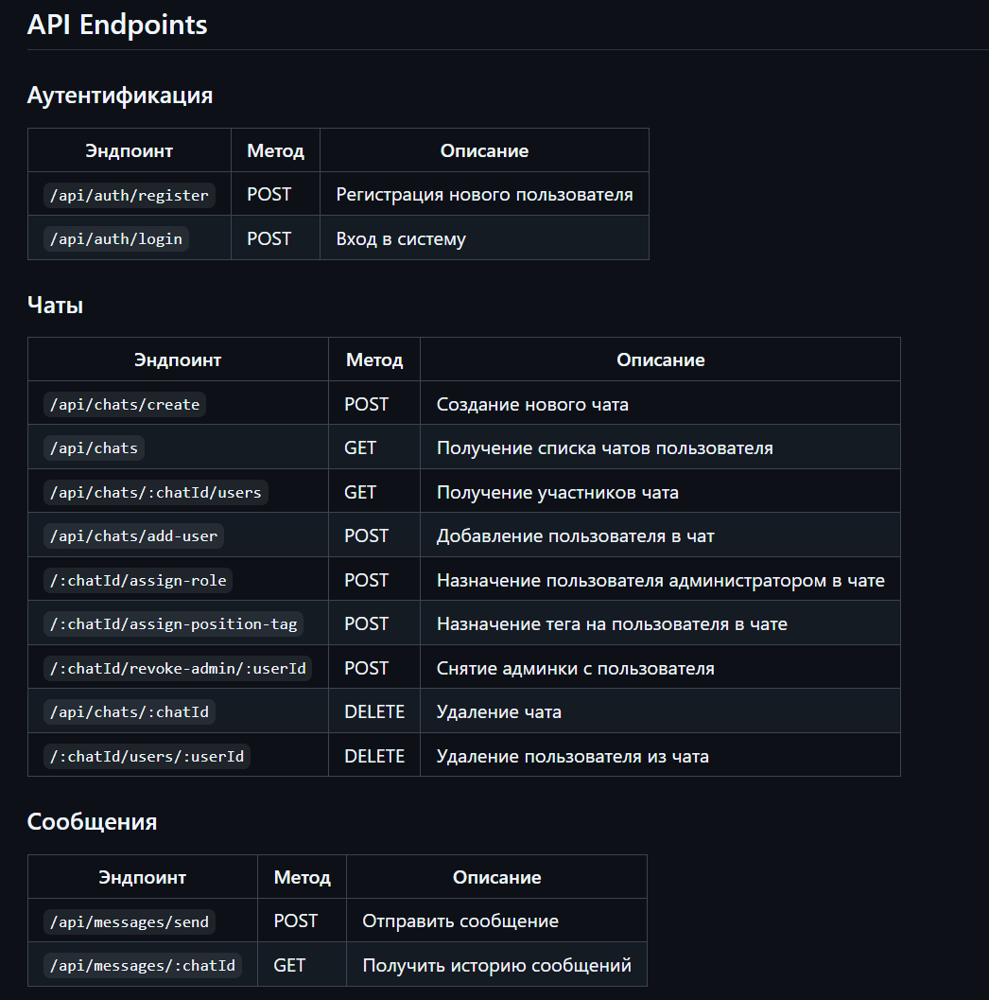 API Endpoints
Аутентификация
Эндпоинт Метод Описание
/api/auth/register POST Регистрация нового пользователя
/api/auth/login POST Вход в систему
Чаты
Эндпоинт Метод Описание
/api/chats/create POST Создание нового чата
/api/chats GET Получение списка чатов пользователя
/api/chats/:chatId/users GET Получение участников чата
/api/chats/add-user POST Добавление пользователя в чат
/:chatId/assign-role POST Назначение пользователя администратором в чате
/:chatId/assign-position-tag POST Назначение тега на пользователя в чате
/:chatId/revoke-admin/:userId POST Снятие админки с пользователя
/api/chats/:chatId DELETE Удаление чата
/:chatId/users/:userId DELETE Удаление пользователя из чата
Сообщения
Эндпоинт Метод Описание
/api/messages/send POST Отправить сообщение
/api/messages/:chatId GET Получить историю сообщений